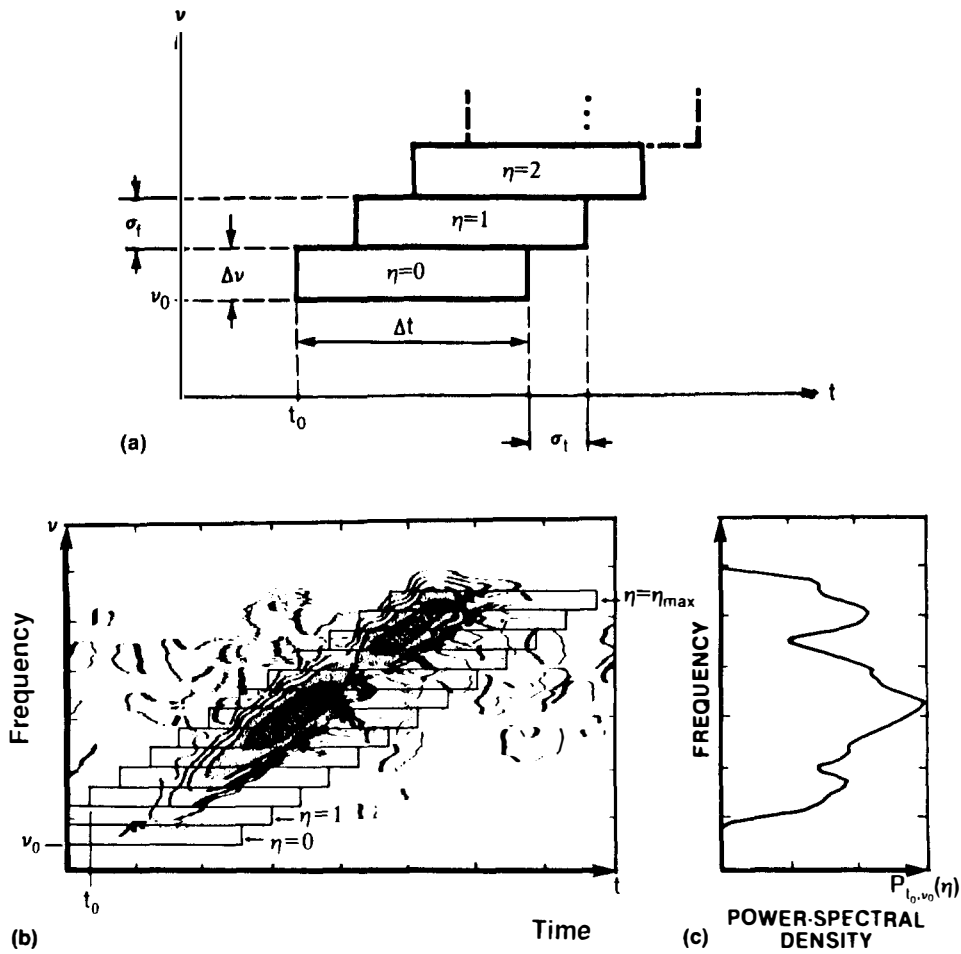 ν
η=2
σf
η=1
Δν
η=0
ν0
Δt
t
t0
σt
(a)
ν
Frequency
η=ηmax
η=1
η=0
ν0
t0
t
Time
(b)
FREQUENCY
Pt0,ν0(η)
POWER-SPECTRAL
DENSITY
(c)